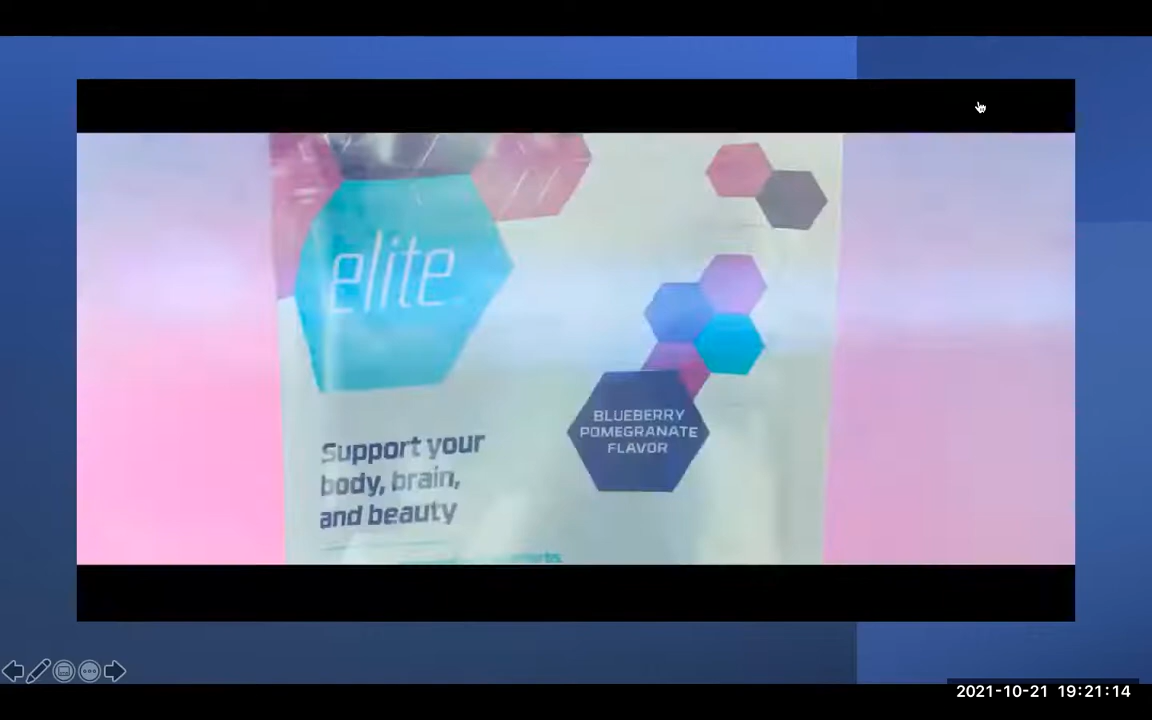 elite
BLUEBERRY
POMEGRANATE
FLAVOR
Support your
body, brain,
and beauty
2021-10-21 19:21:14